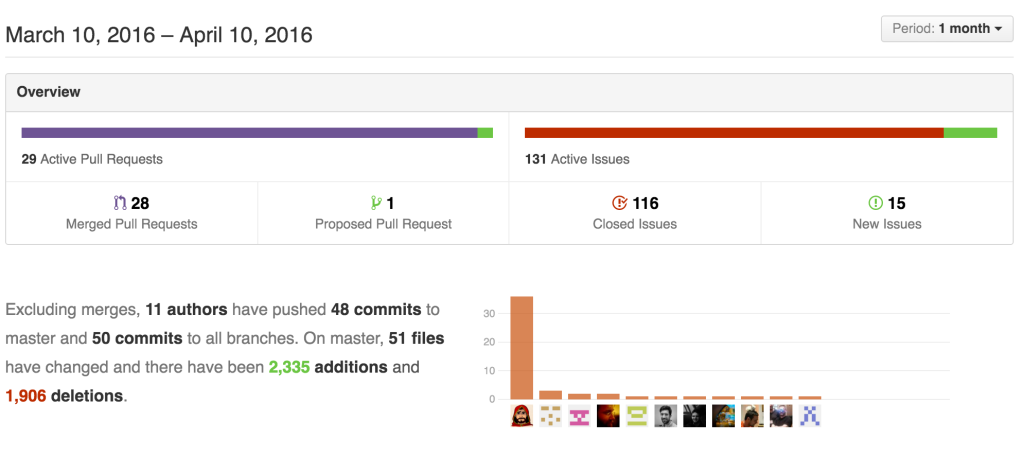 March 10, 2016 – April 10, 2016
Period: 1 month
Overview
29 Active Pull Requests
131 Active Issues
28
Merged Pull Requests
1
Proposed Pull Request
116
Closed Issues
15
New Issues
Excluding merges, 11 authors have pushed 48 commits to
master and 50 commits to all branches. On master, 51 files
have changed and there have been 2,335 additions and
1,906 deletions.
30
20
10
0